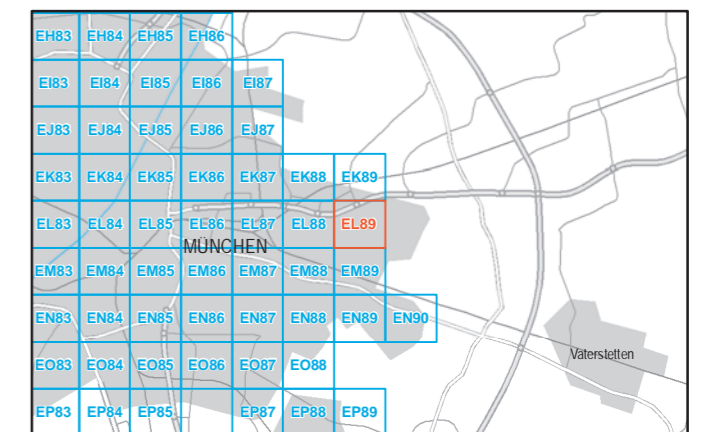 EH83 EH84 EH85 EH86
EI83 EI84 EI85 EI86 EI87
EJ83 EJ84 EJ85 EJ86 EJ87
EK83 EK84 EK85 EK86 EK87 EK88 EK89
EL83 EL84 EL85 EL86 EL87 EL88 EL89
MÜNCHEN
EM83 EM84 EM85 EM86 EM87 EM88 EM89
EN83 EN84 EN85 EN86 EN87 EN88 EN89 EN90
Vaterstetten
EO83 EO84 EO85 EO86 EO87 EO88
EP83 EP84 EP85 EP87 EP88 EP89